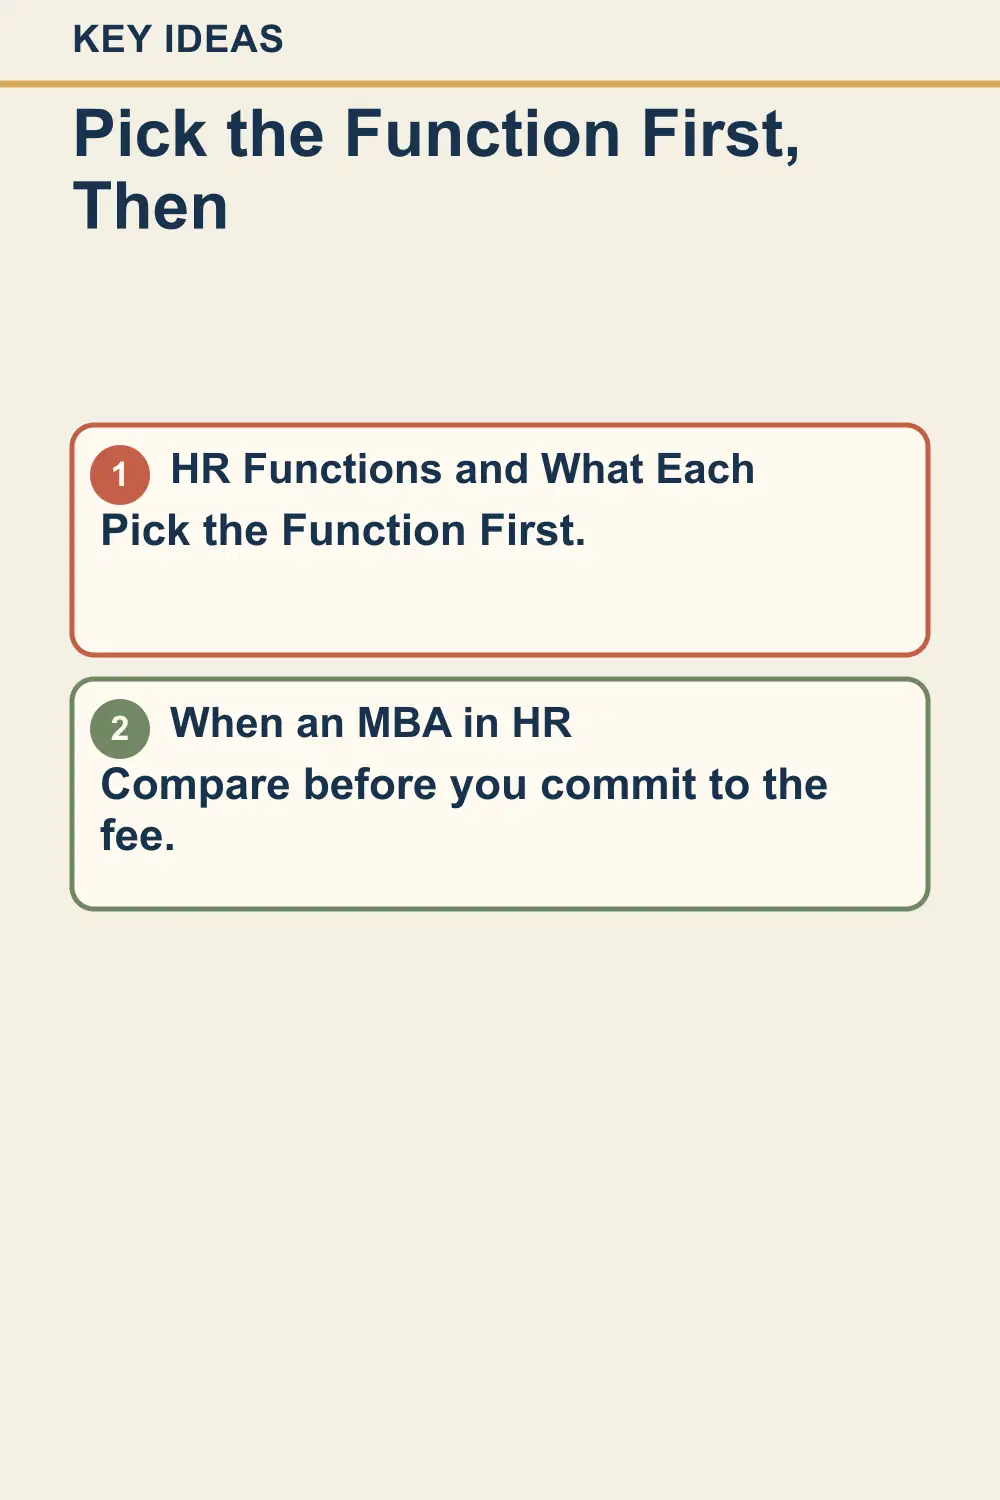 KEY IDEAS
Pick the Function First,
Then
1 HR Functions and What Each
Pick the Function First.
2 When an MBA in HR
Compare before you commit to the
fee.